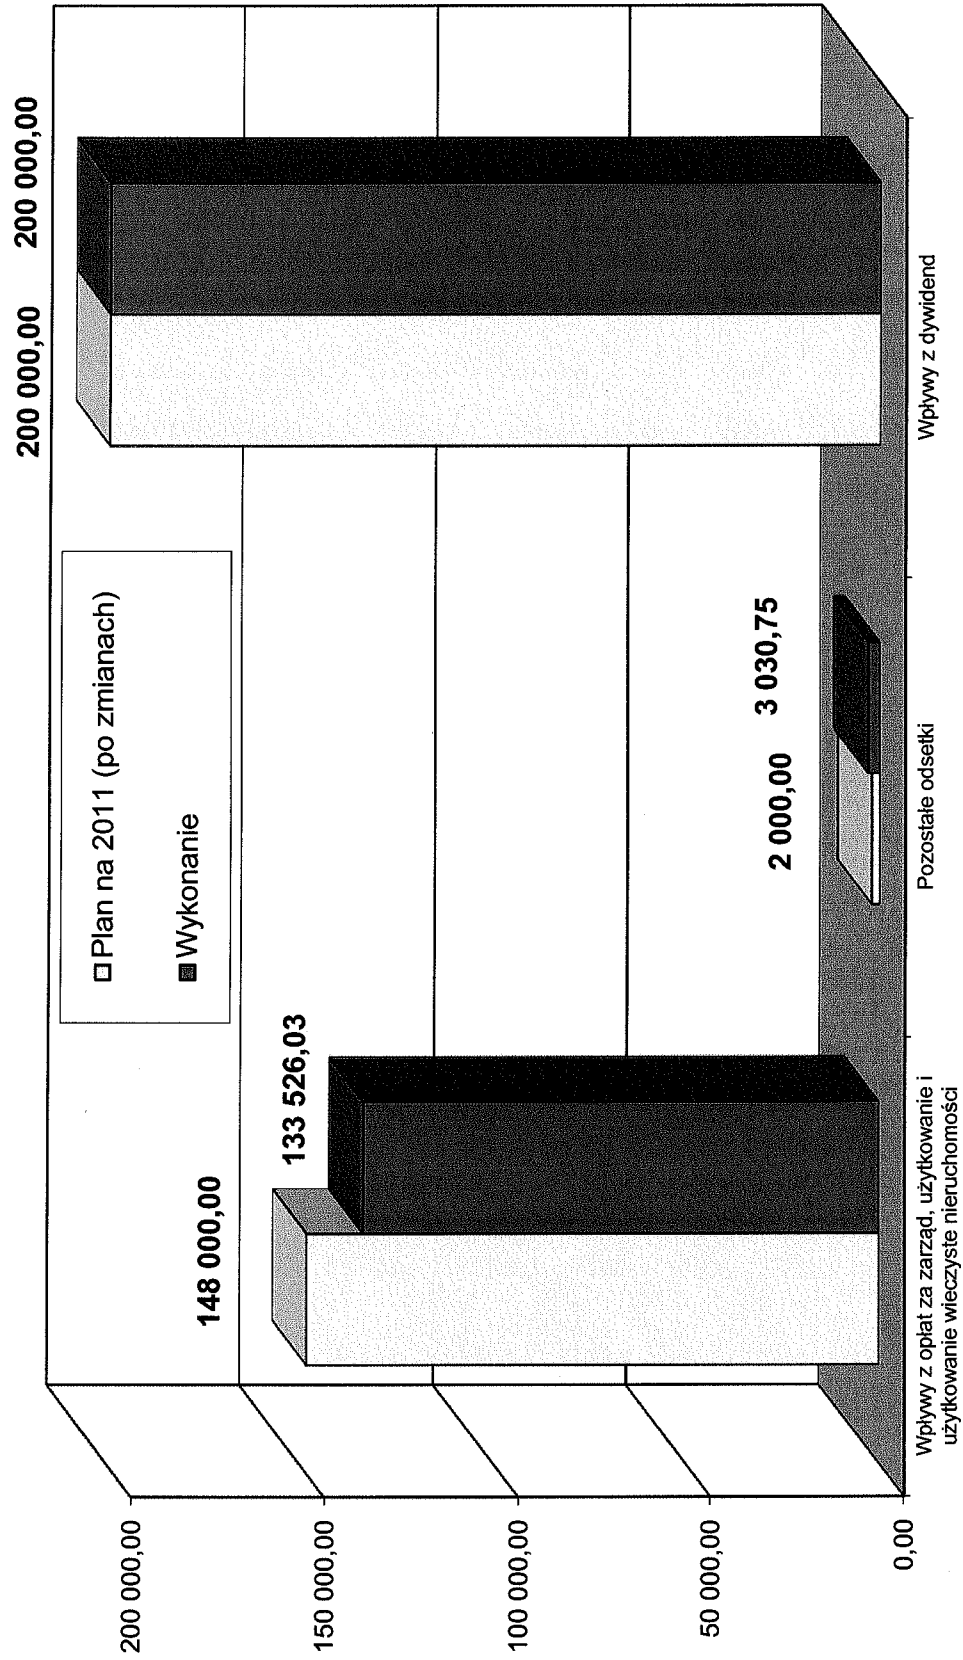 200 000,00 200 000,00
□ Plan na 2011 (po zmianach)
■ Wykonanie
148 000,00
133 526,03
2 000,00 3 030,75
200 000,00
150 000,00
100 000,00
50 000,00
0,00
Wpływy z opłat za zarząd, użytkowanie i
użytkowanie wieczyste nieruchomości
Pozostałe odsetki
Wpływy z dywidend